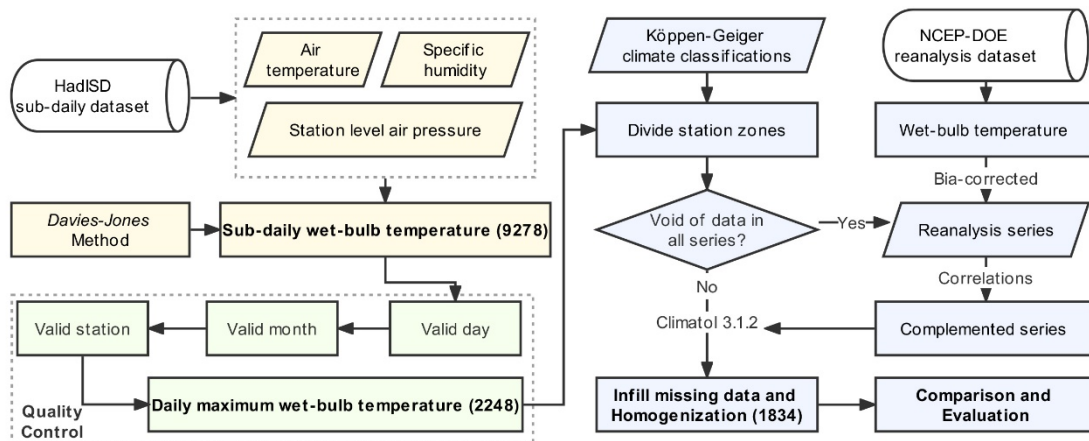 HadISD
sub-daily dataset
Air
temperature
Specific
humidity
Station level air pressure
Davies-Jones
Method
Sub-daily wet-bulb temperature (9278)
Valid station
Valid month
Valid day
Quality
Control
Daily maximum wet-bulb temperature (2248)
Köppen-Geiger
climate classifications
NCEP-DOE
reanalysis dataset
Divide station zones
Wet-bulb temperature
Bia-corrected
Void of data in
all series?
Yes
Reanalysis series
No
Correlations
Climatol 3.1.2
Complemented series
Infill missing data and
Homogenization (1834)
Comparison and
Evaluation